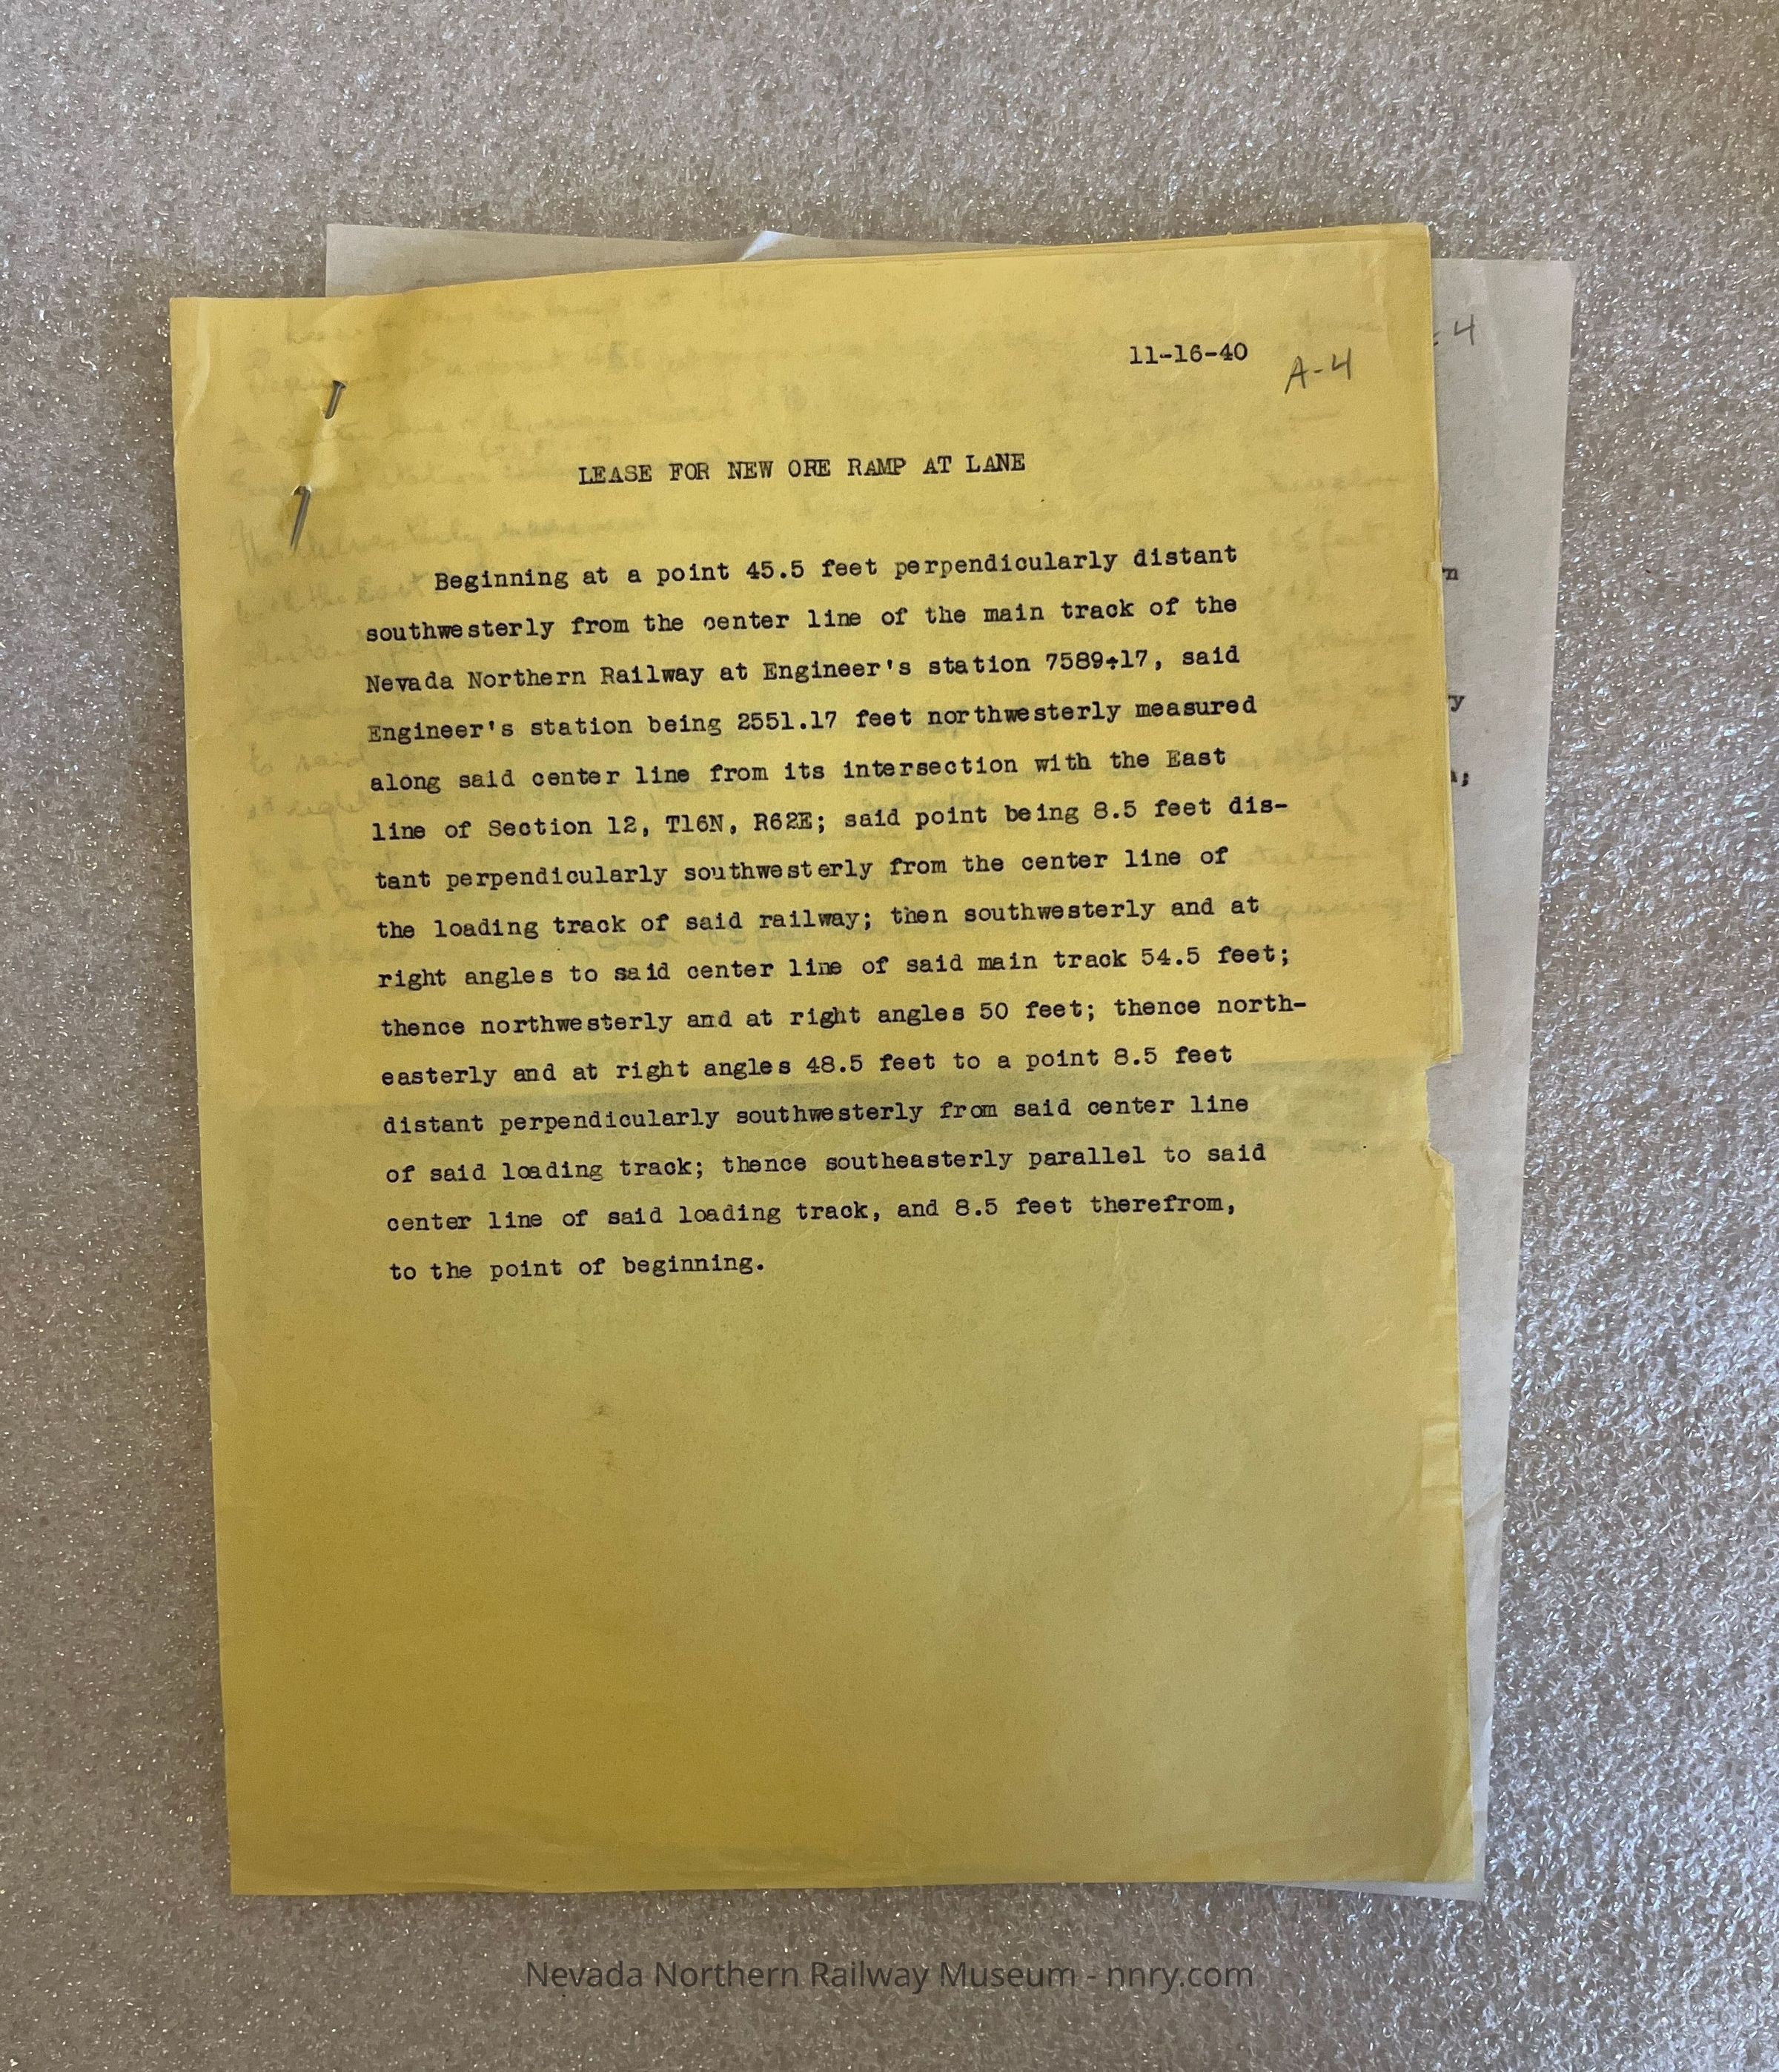 11-16-40
A-4
-4
LEASE FOR NEW ORE RAMP AT LANE
Beginning at a point 45.5 feet perpendicularly distant
southwesterly from the center line of the main track of the
Nevada Northern Railway at Engineer's station 7589+17, said
Engineer's station being 2551.17 feet northwesterly measured
along said center line from its intersection with the East
line of Section 12, T16N, R62E; said point being 8.5 feet dis-
tant perpendicularly southwesterly from the center line of
the loading track of said railway; then southwesterly and at
right angles to said center line of said main track 54.5 feet;
thence northwesterly and at right angles 50 feet; thence north-
easterly and at right angles 48.5 feet to a point 8.5 feet
distant perpendicularly southwesterly from said center line
of said loading track; thence southeasterly parallel to said
center line of said loading track, and 8.5 feet therefrom,
to the point of beginning.
Nevada Northern Railway Museum - nnry.com